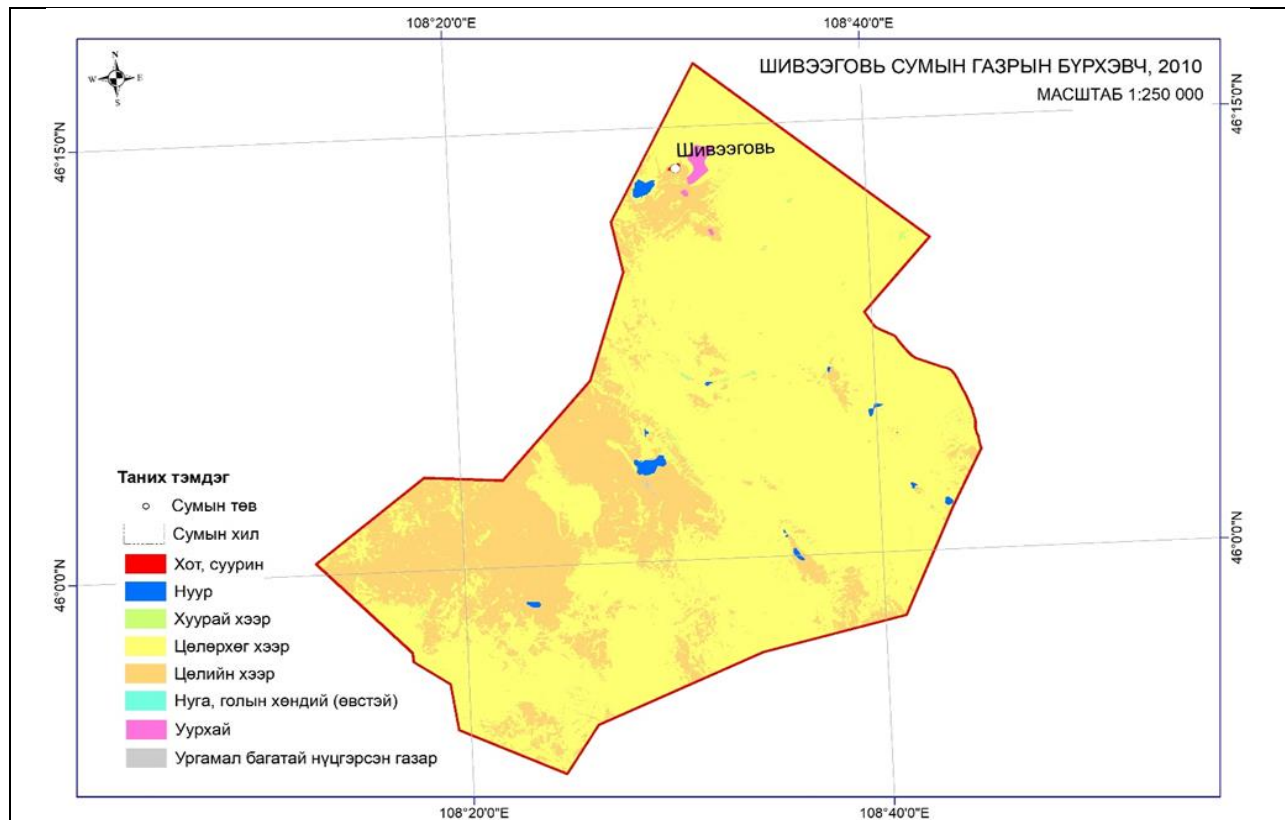 108°20'0"E
108°40'0"E
N
W E
S
ШИВЭЭГОВЬ СУМЫН ГАЗРЫН БҮРХЭВЧ, 2010
МАСШТАБ 1:250 000
46°15'0"N
46°15'0"N
Шивээговь
Таних тэмдэг
Сумын төв
Сумын хил
Хот, суурин
Нуур
Хуурай хээр
Цөлөрхөг хээр
Цөлийн хээр
Нуга, голын хөндий (өвстэй)
Уурхай
Ургамал багатай нүцгэрсэн газар
46°0'0"N
46°0'0"N
108°20'0"E
108°40'0"E